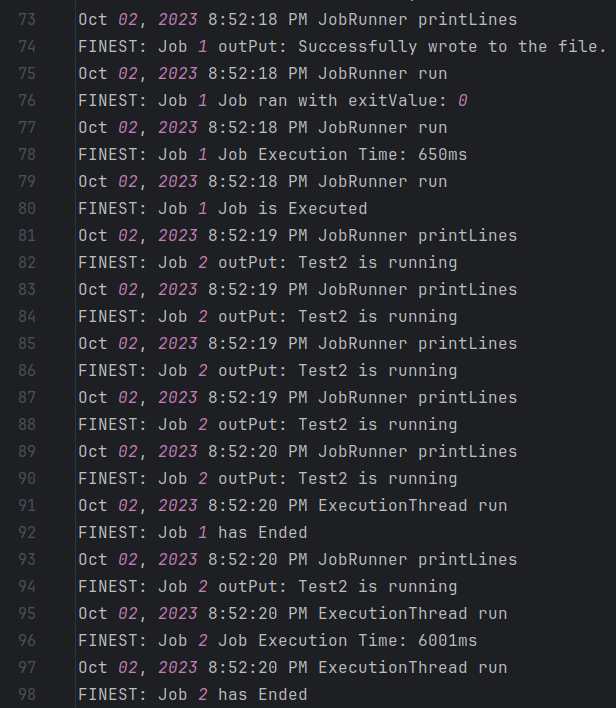 73 Oct 02, 2023 8:52:18 PM JobRunner printLines
74 FINEST: Job 1 outPut: Successfully wrote to the file.
75 Oct 02, 2023 8:52:18 PM JobRunner run
76 FINEST: Job 1 Job ran with exitValue: 0
77 Oct 02, 2023 8:52:18 PM JobRunner run
78 FINEST: Job 1 Job Execution Time: 650ms
79 Oct 02, 2023 8:52:18 PM JobRunner run
80 FINEST: Job 1 Job is Executed
81 Oct 02, 2023 8:52:19 PM JobRunner printLines
82 FINEST: Job 2 outPut: Test2 is running
83 Oct 02, 2023 8:52:19 PM JobRunner printLines
84 FINEST: Job 2 outPut: Test2 is running
85 Oct 02, 2023 8:52:19 PM JobRunner printLines
86 FINEST: Job 2 outPut: Test2 is running
87 Oct 02, 2023 8:52:19 PM JobRunner printLines
88 FINEST: Job 2 outPut: Test2 is running
89 Oct 02, 2023 8:52:19 PM JobRunner printLines
90 FINEST: Job 2 outPut: Test2 is running
91 Oct 02, 2023 8:52:20 PM ExecutionThread run
92 FINEST: Job 1 has Ended
93 Oct 02, 2023 8:52:20 PM JobRunner printLines
94 FINEST: Job 2 outPut: Test2 is running
95 Oct 02, 2023 8:52:20 PM ExecutionThread run
96 FINEST: Job 2 Job Execution Time: 6001ms
97 Oct 02, 2023 8:52:20 PM ExecutionThread run
98 FINEST: Job 2 has Ended